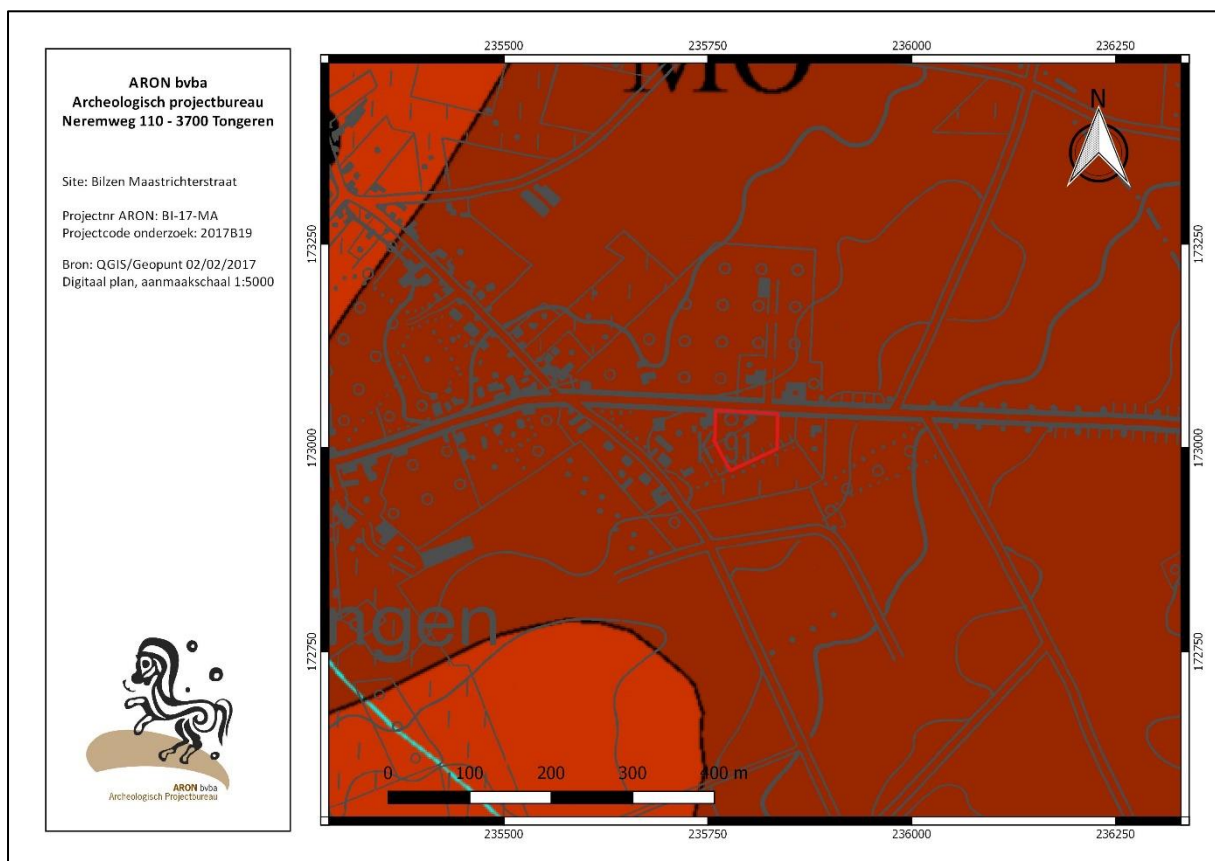 ARON bvba
Archeologisch projectbureau
Neremweg 110 - 3700 Tongeren
Site: Bilzen Maastrichterstraat
Projectnr ARON: BI-17-MA
Projectcode onderzoek: 2017B19
Bron: QGIS/Geopunt 02/02/2017
Digitaal plan, aanmaakschaal 1:5000
ARON bvba
Archeologisch Projectbureau
235500 235750 236000 236250
MO
N
173250 173250
173000 173000
K 91
ngen
172750 172750
0 100 200 300 400 m
235500 235750 236000 236250